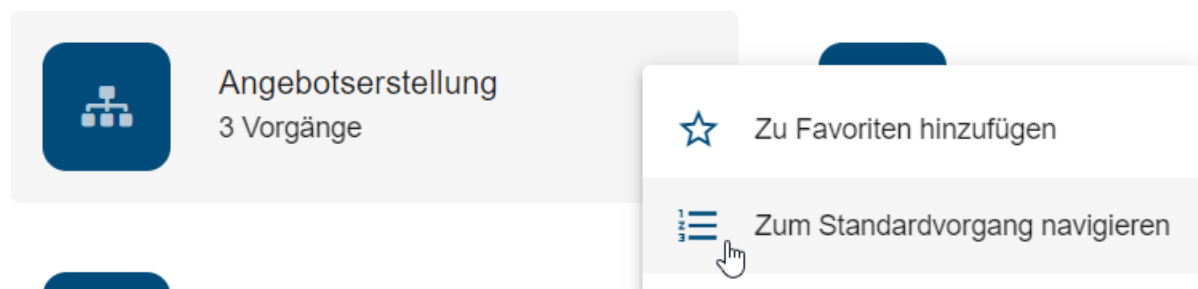 Angebotserstellung
3 Vorgänge
Zu Favoriten hinzufügen
Zum Standardvorgang navigieren